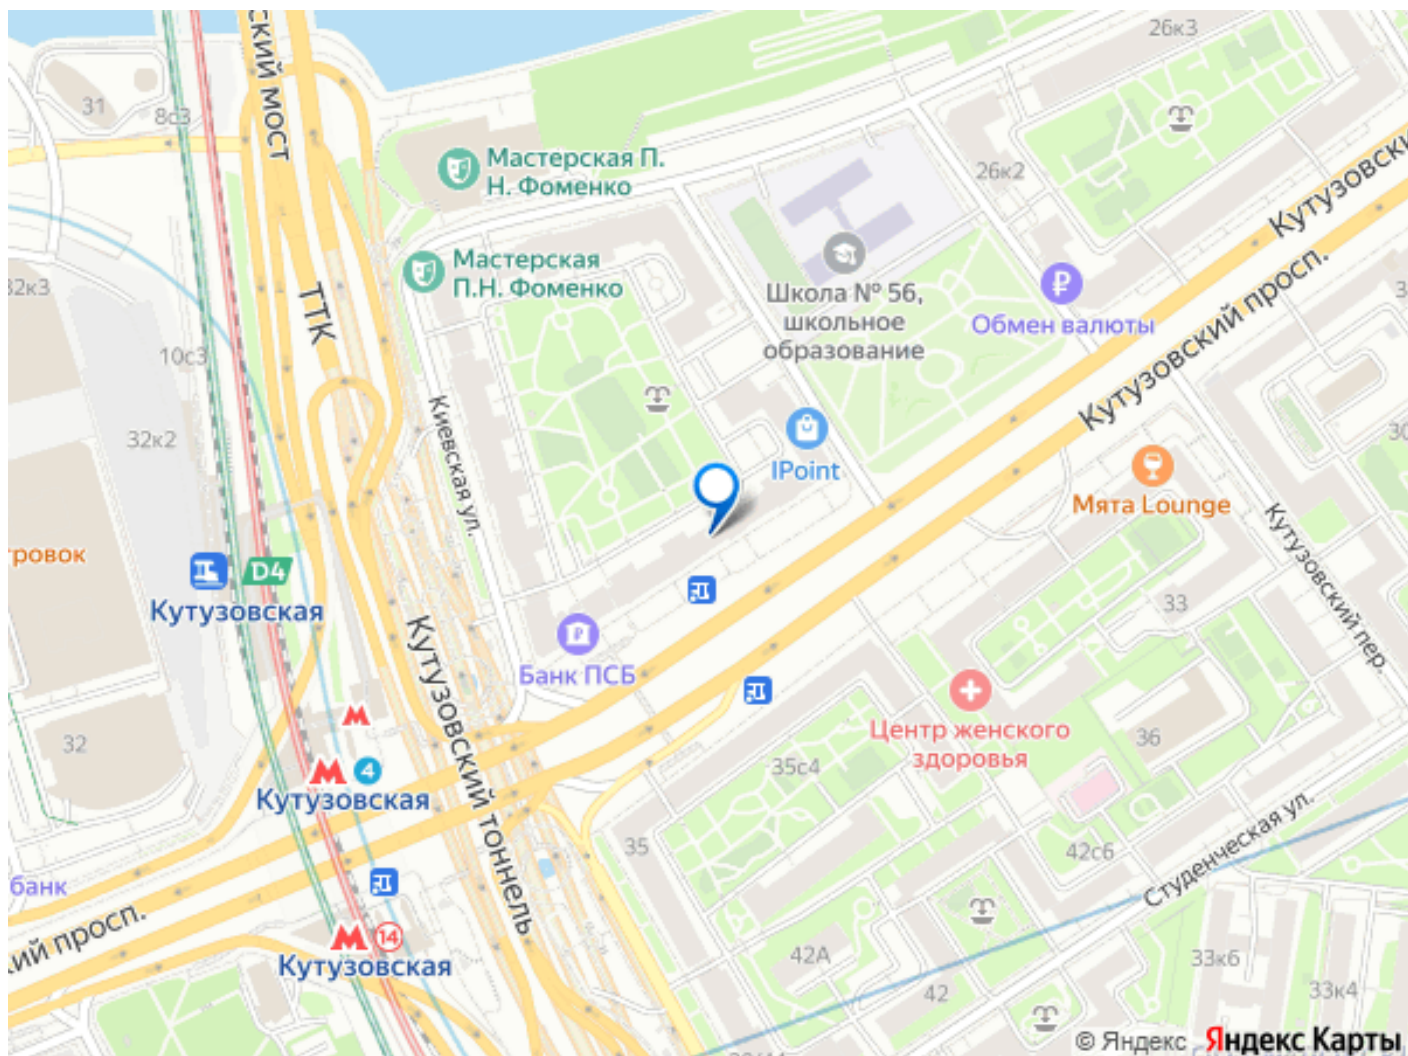 ский мост
26к3
31
8с3
Мастерская П.
Н. Фоменко
26к2
Кутузовски
Мастерская
П.Н. Фоменко
32к3
ТТК
Школа № 56,
школьное
образование
Обмен валюты
Кутузовский просп.
10с3
32к2
Киевская ул.
IPoint
Мята Lounge
тровок
D4
Кутузовская
Кутузовский пер.
33
Банк ПСБ
Кутузовский тоннель
Центр женского
здоровья
36
32
35с4
4
Кутузовская
35
42с6
Студенческая ул.
банк
кий просп.
14
Кутузовская
42А
42
33к6
33к4
© Яндекс Яндекс Карты